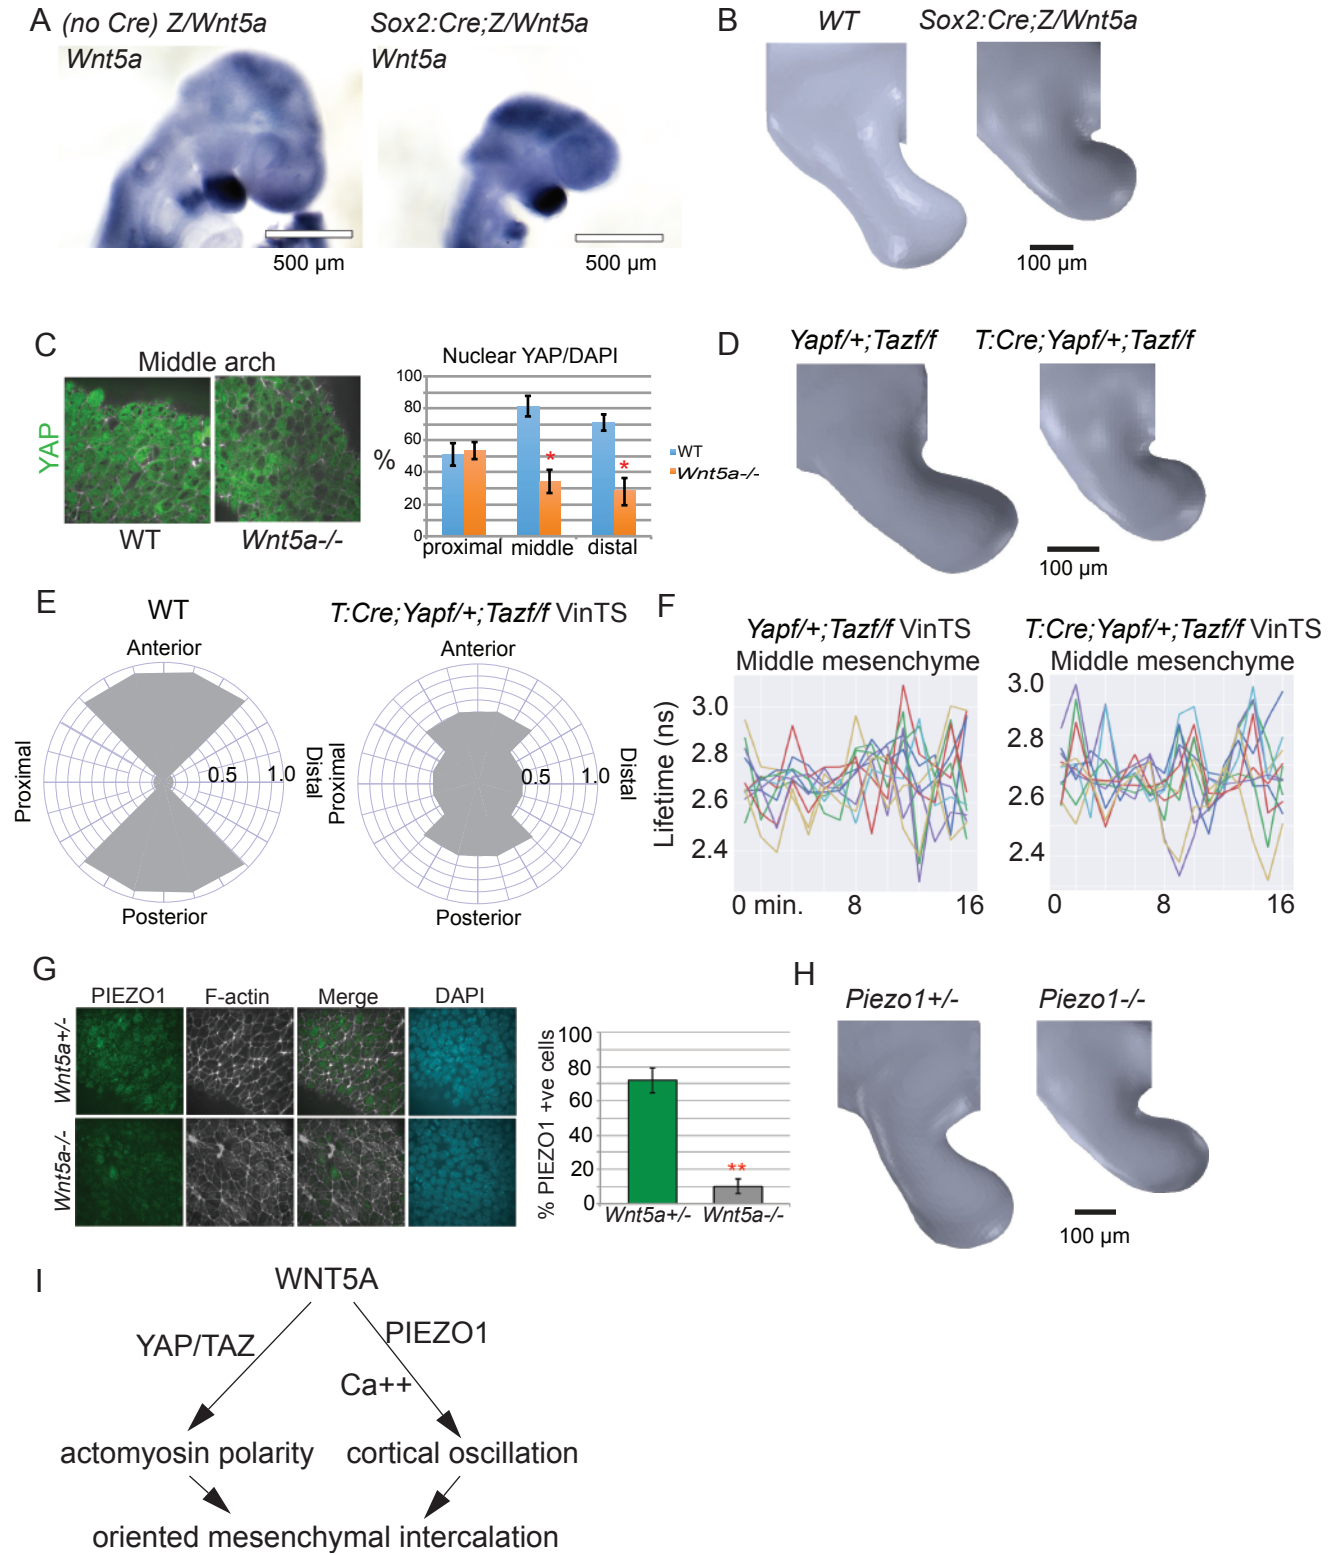 A (no Cre) Z/Wnt5a
Wnt5a
Sox2:Cre;Z/Wnt5a
Wnt5a
500 µm
500 µm
B WT
Sox2:Cre;Z/Wnt5a
100 µm
C
Middle arch
YAP
WT
Wnt5a-/-
Nuclear YAP/DAPI
100
80
60
40
20
0
%
proximal
middle
distal
WT
Wnt5a-/-
*
*
D Yapf/+;Tazf/f
T:Cre;Yapf/+;Tazf/f
100 µm
E
WT
Anterior
Proximal
0.5
1.0
Distal
Posterior
T:Cre;Yapf/+;Tazf/f VinTS
Anterior
Proximal
0.5
1.0
Distal
Posterior
F
Yapf/+;Tazf/f VinTS
Middle mesenchyme
Lifetime (ns)
3.0
2.8
2.6
2.4
0 min.
8
16
T:Cre;Yapf/+;Tazf/f VinTS
Middle mesenchyme
3.0
2.8
2.6
2.4
0
8
16
G
PIEZO1
F-actin
Merge
DAPI
Wnt5a+/-
Wnt5a-/-
% PIEZO1 +ve cells
100
80
60
40
20
0
**
Wnt5a+/-
Wnt5a-/-
H
Piezo1+/-
Piezo1-/-
100 µm
I
WNT5A
YAP/TAZ
PIEZO1
Ca++
actomyosin polarity
cortical oscillation
oriented mesenchymal intercalation